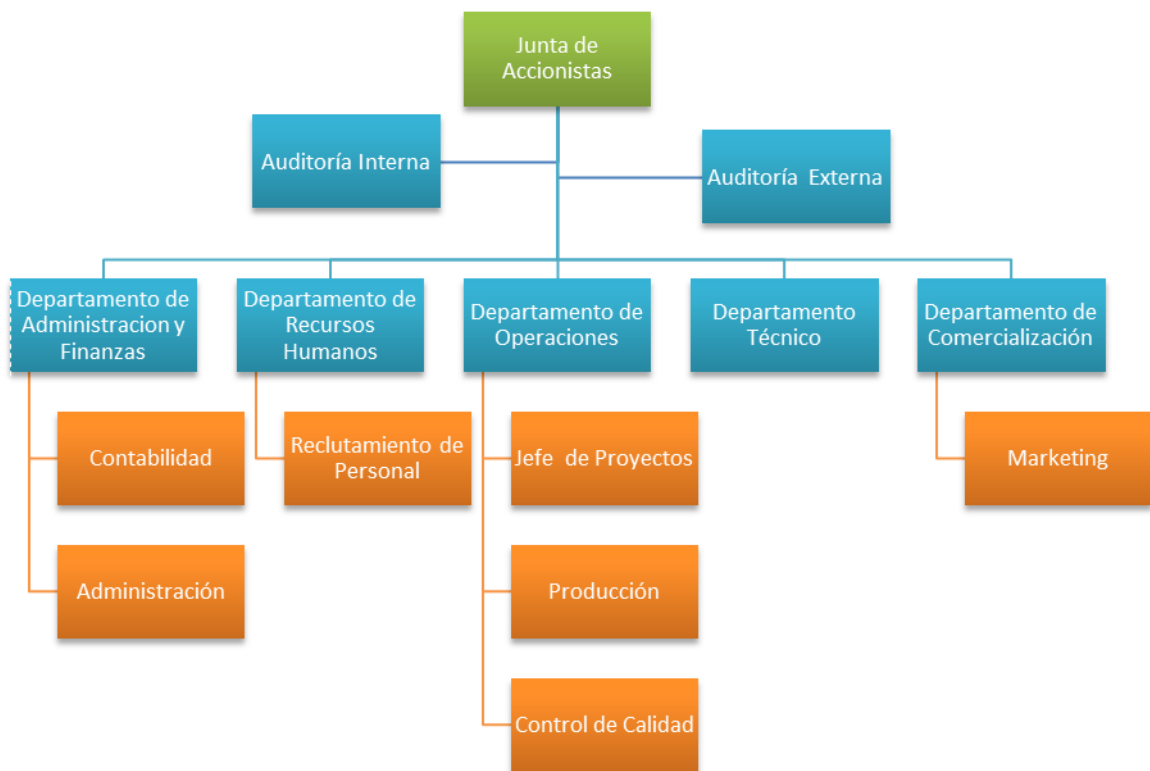 Junta de
Accionistas
Auditoría Interna
Auditoría Externa
Departamento de
Administracion y
Finanzas
Departamento de
Recursos
Humanos
Departamento de
Operaciones
Departamento
Técnico
Departamento de
Comercialización
Contabilidad
Reclutamiento de
Personal
Jefe de Proyectos
Marketing
Administración
Producción
Control de Calidad